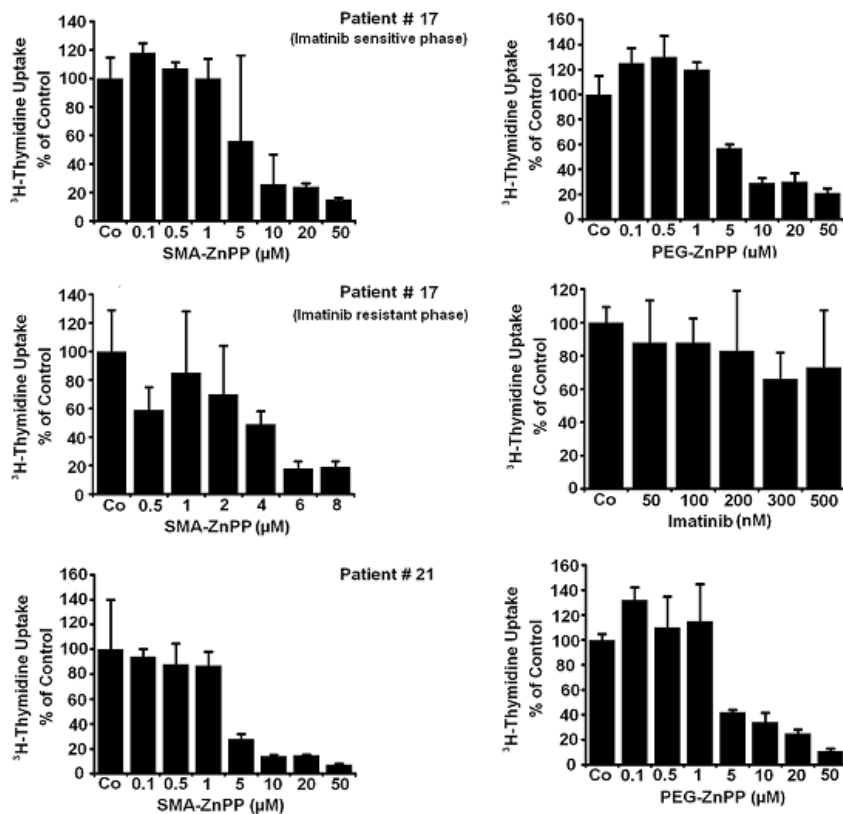 Patient # 17
(Imatinib sensitive phase)
³H-Thymidine Uptake
% of Control
140
120
100
80
60
40
20
0
Co 0.1 0.5 1 5 10 20 50
SMA-ZnPP (µM)
³H-Thymidine Uptake
% of Control
160
140
120
100
80
60
40
20
0
Co 0.1 0.5 1 5 10 20 50
PEG-ZnPP (uM)
Patient # 17
(Imatinib resistant phase)
³H-Thymidine Uptake
% of Control
140
120
100
80
60
40
20
0
Co 0.5 1 2 4 6 8
SMA-ZnPP (µM)
³H-Thymidine Uptake
% of Control
120
100
80
60
40
20
0
Co 50 100 200 300 500
Imatinib (nM)
Patient # 21
³H-Thymidine Uptake
% of Control
160
140
120
100
80
60
40
20
0
Co 0.1 0.5 1 5 10 20 50
SMA-ZnPP (µM)
³H-Thymidine Uptake
% of Control
160
140
120
100
80
60
40
20
0
Co 0.1 0.5 1 5 10 20 50
PEG-ZnPP (µM)